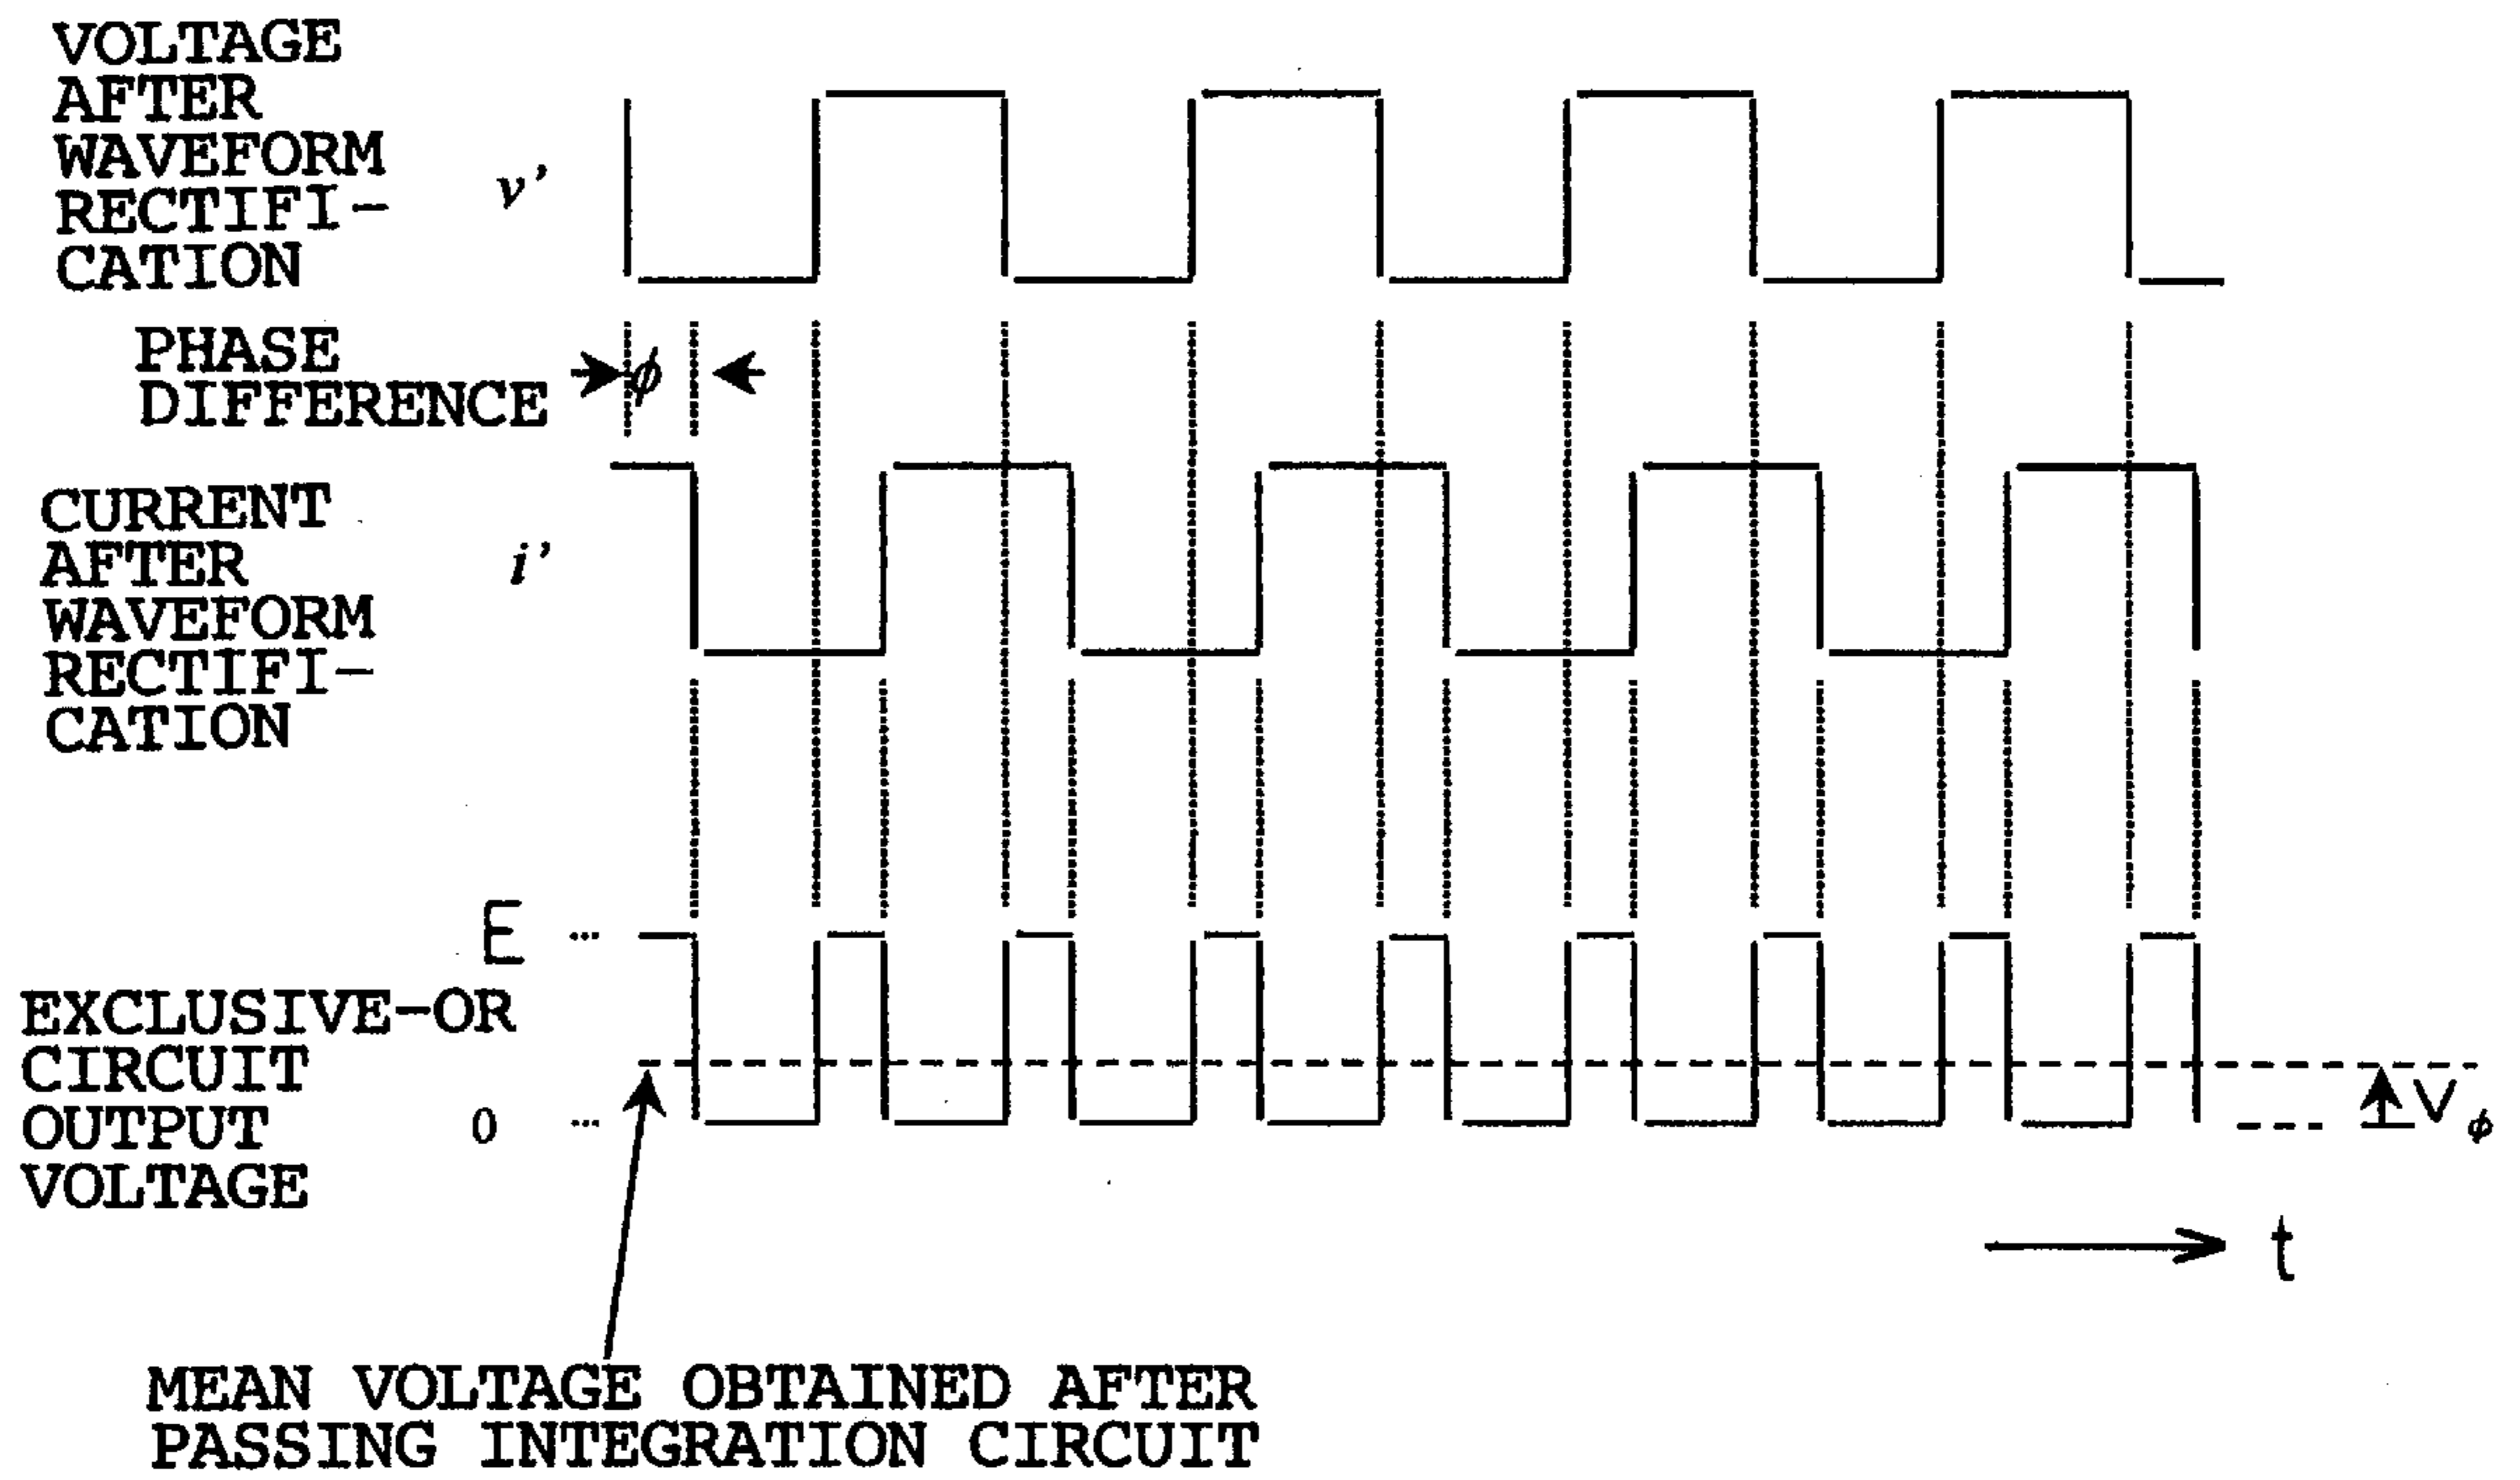 VOLTAGE
AFTER
WAVEFORM
RECTIFI-
CATION
v'
PHASE
DIFFERENCE
ϕ
CURRENT
AFTER
WAVEFORM
RECTIFI-
CATION
i'
E ...
EXCLUSIVE-OR
CIRCUIT
OUTPUT
VOLTAGE
0 ...
Vϕ
t
MEAN VOLTAGE OBTAINED AFTER
PASSING INTEGRATION CIRCUIT